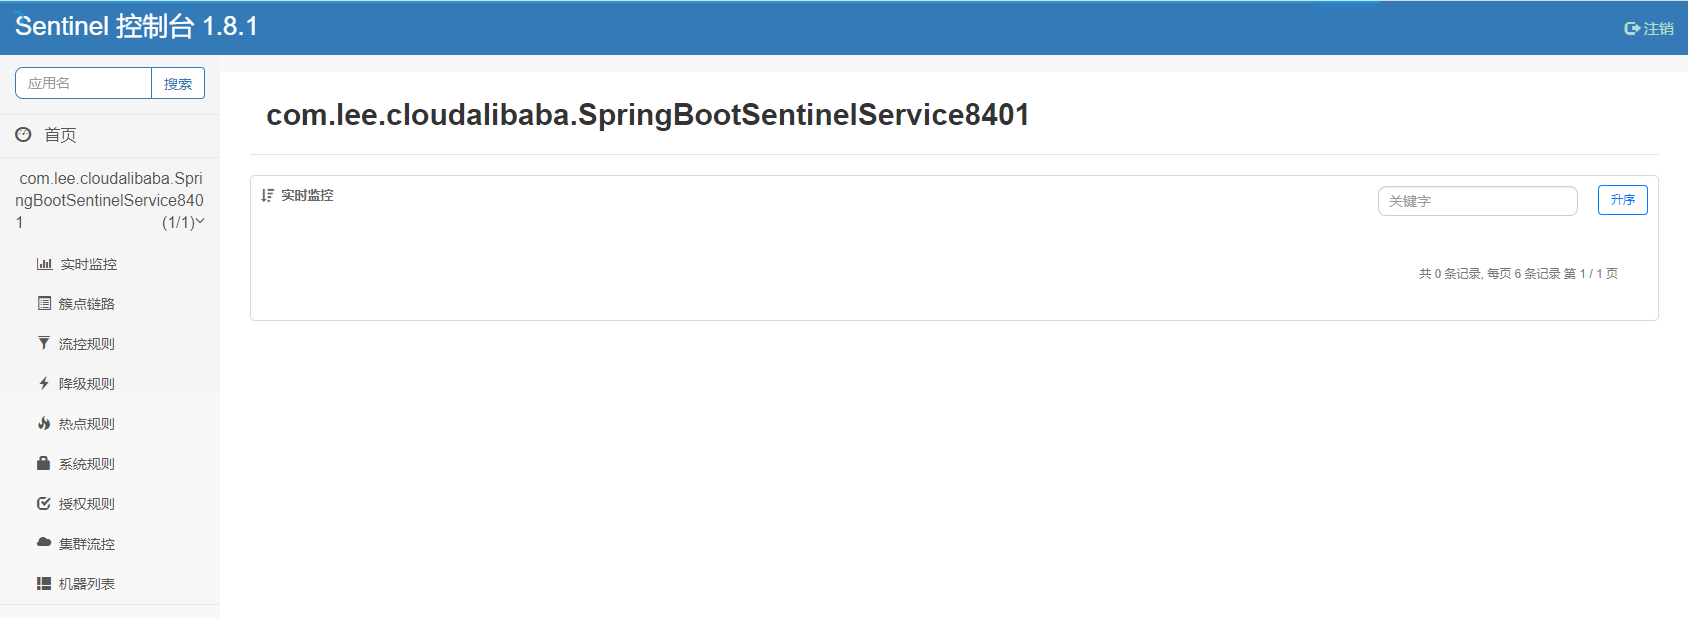 Sentinel 控制台 1.8.1
注销
应用名
搜索
首页
com.lee.cloudalibaba.Spri
ngBootSentinelService840
1
(1/1)
实时监控
簇点链路
流控规则
降级规则
热点规则
系统规则
授权规则
集群流控
机器列表
com.lee.cloudalibaba.SpringBootSentinelService8401
实时监控
关键字
升序
共 0 条记录, 每页 6 条记录 第 1 / 1 页